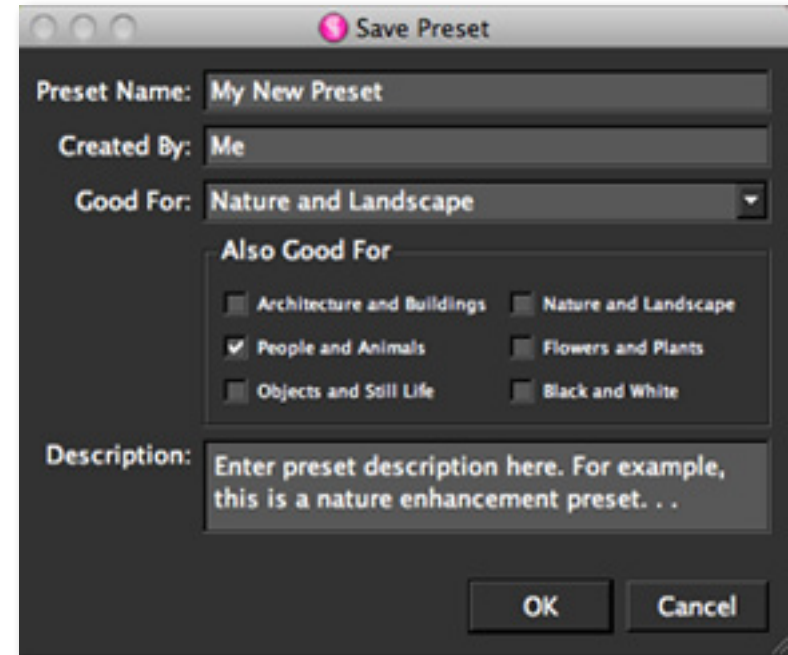 Save Preset
Preset Name: My New Preset
Created By: Me
Good For: Nature and Landscape
Also Good For
Architecture and Buildings Nature and Landscape
People and Animals Flowers and Plants
Objects and Still Life Black and White
Description: Enter preset description here. For example,
this is a nature enhancement preset. . .
OK Cancel